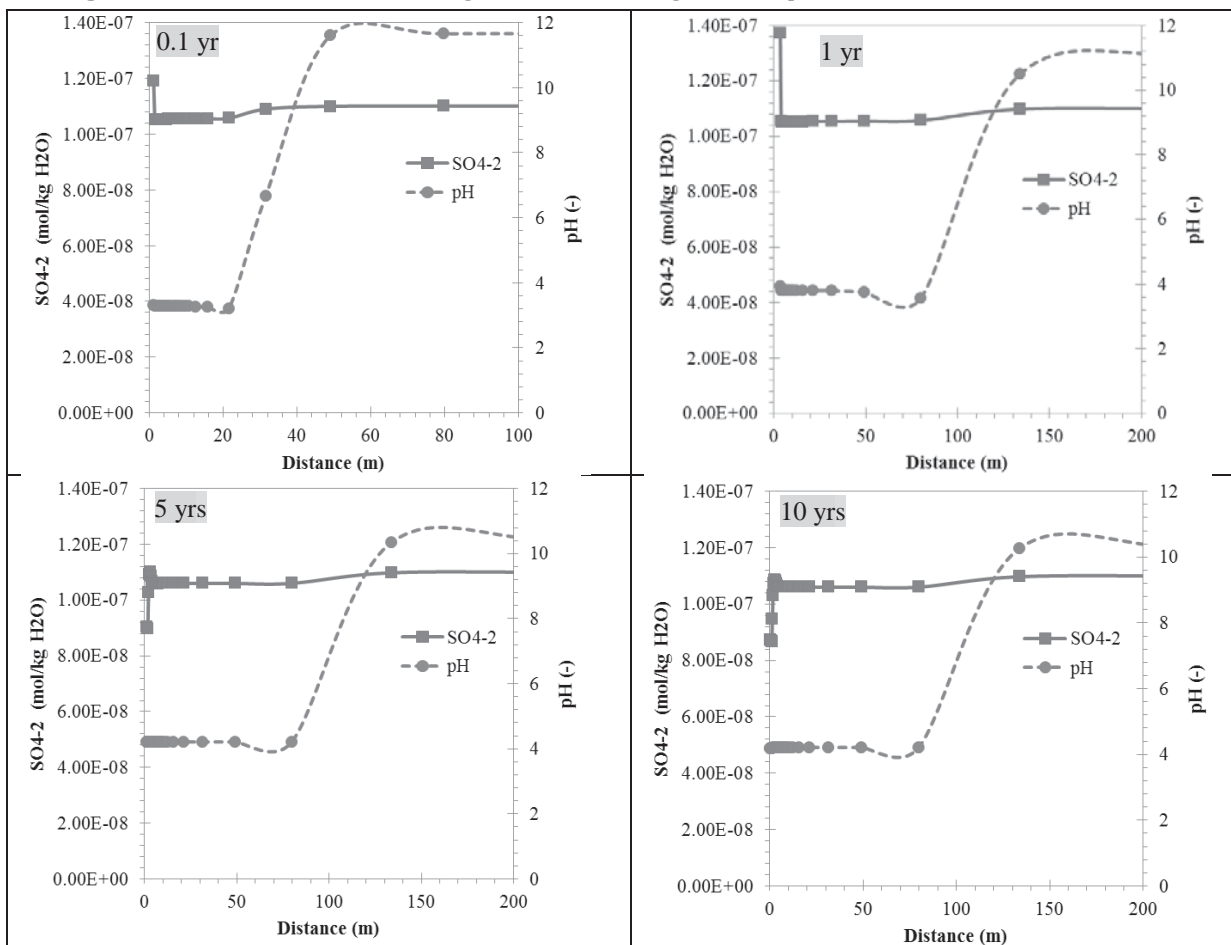 0.1 yr
1.40E-07
1.20E-07
1.00E-07
8.00E-08
6.00E-08
4.00E-08
2.00E-08
0.00E+00
SO4-2 (mol/kg H2O)
12
10
8
6
4
2
0
pH (-)
SO4-2
pH
0 20 40 60 80 100
Distance (m)
1 yr
1.40E-07
1.20E-07
1.00E-07
8.00E-08
6.00E-08
4.00E-08
2.00E-08
0.00E+00
SO4-2 (mol/kg H2O)
12
10
8
6
4
2
0
pH (-)
SO4-2
pH
0 50 100 150 200
Distance (m)
5 yrs
1.40E-07
1.20E-07
1.00E-07
8.00E-08
6.00E-08
4.00E-08
2.00E-08
0.00E+00
SO4-2 (mol/kg H2O)
12
10
8
6
4
2
0
pH (-)
SO4-2
pH
0 50 100 150 200
Distance (m)
10 yrs
1.40E-07
1.20E-07
1.00E-07
8.00E-08
6.00E-08
4.00E-08
2.00E-08
0.00E+00
SO4-2 (mol/kg H2O)
12
10
8
6
4
2
0
pH (-)
SO4-2
pH
0 50 100 150 200
Distance (m)